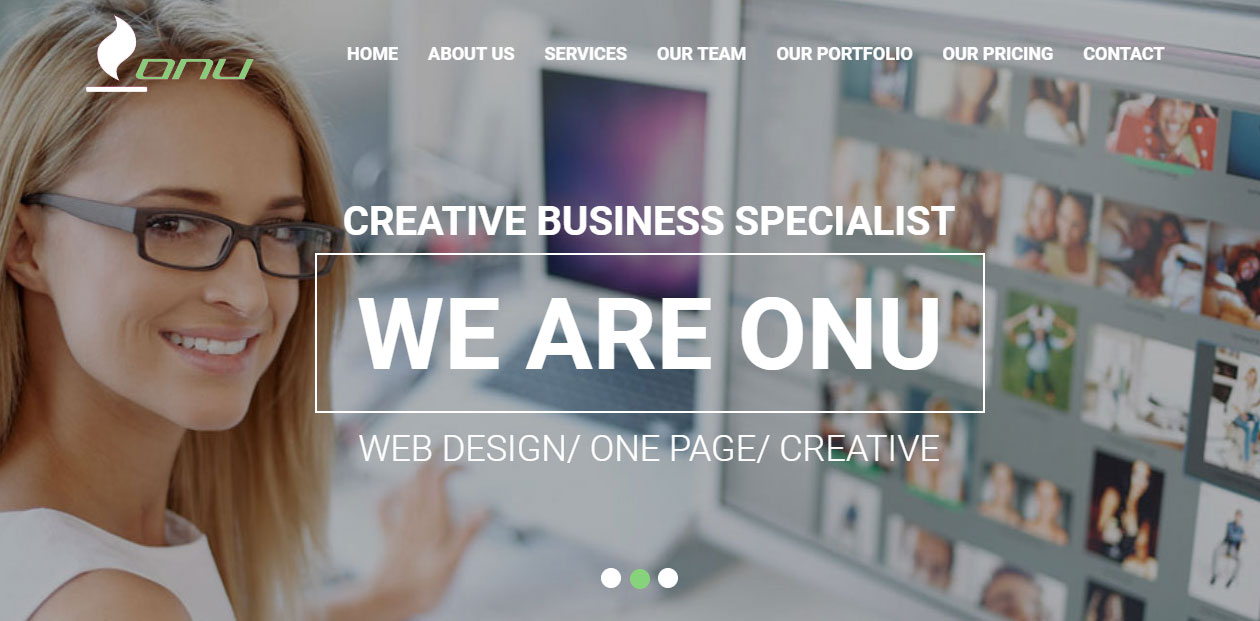 onu
HOME ABOUT US SERVICES OUR TEAM OUR PORTFOLIO OUR PRICING CONTACT
CREATIVE BUSINESS SPECIALIST
WE ARE ONU
WEB DESIGN/ ONE PAGE/ CREATIVE